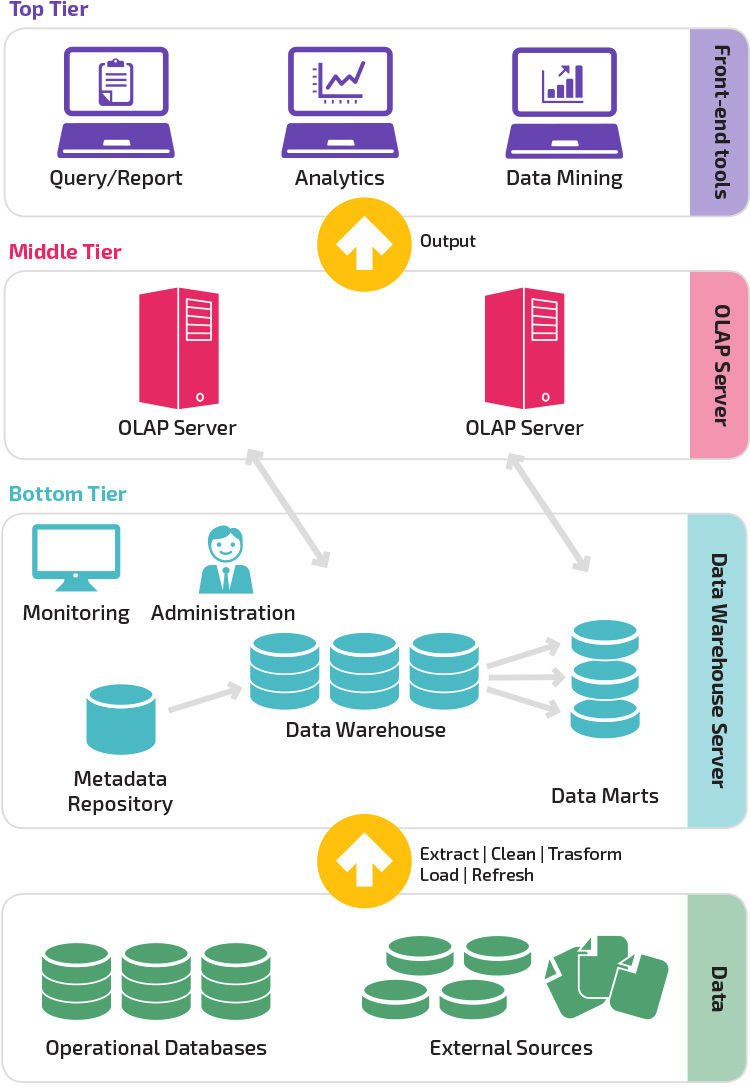 Top Tier
Query/Report
Analytics
Data Mining
Front-end tools
Output
Middle Tier
OLAP Server
OLAP Server
OLAP Server
Bottom Tier
Monitoring
Administration
Data Warehouse
Metadata
Repository
Data Marts
Data Warehouse Server
Extract | Clean | Trasform
Load | Refresh
Operational Databases
External Sources
Data